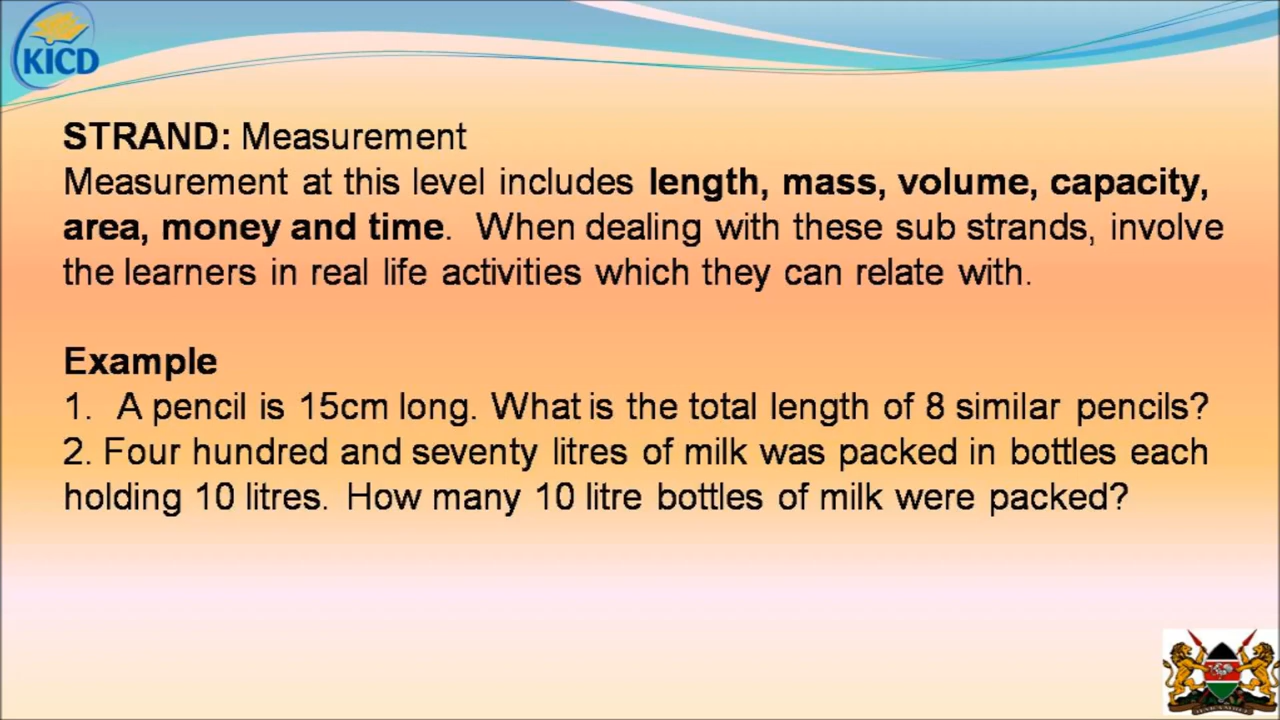 KICD
STRAND: Measurement
Measurement at this level includes length, mass, volume, capacity,
area, money and time. When dealing with these sub strands, involve
the learners in real life activities which they can relate with.
Example
1. A pencil is 15cm long. What is the total length of 8 similar pencils?
2. Four hundred and seventy litres of milk was packed in bottles each
holding 10 litres. How many 10 litre bottles of milk were packed?